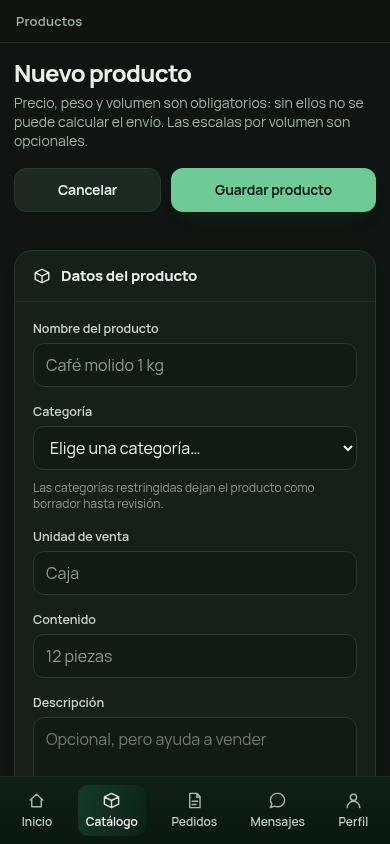 Productos
Nuevo producto
Precio, peso y volumen son obligatorios: sin ellos no se
puede calcular el envío. Las escalas por volumen son
opcionales.
Cancelar
Guardar producto
Datos del producto
Nombre del producto
Café molido 1 kg
Categoría
Elige una categoría…
Las categorías restringidas dejan el producto como
borrador hasta revisión.
Unidad de venta
Caja
Contenido
12 piezas
Descripción
Opcional, pero ayuda a vender
Inicio
Catálogo
Pedidos
Mensajes
Perfil